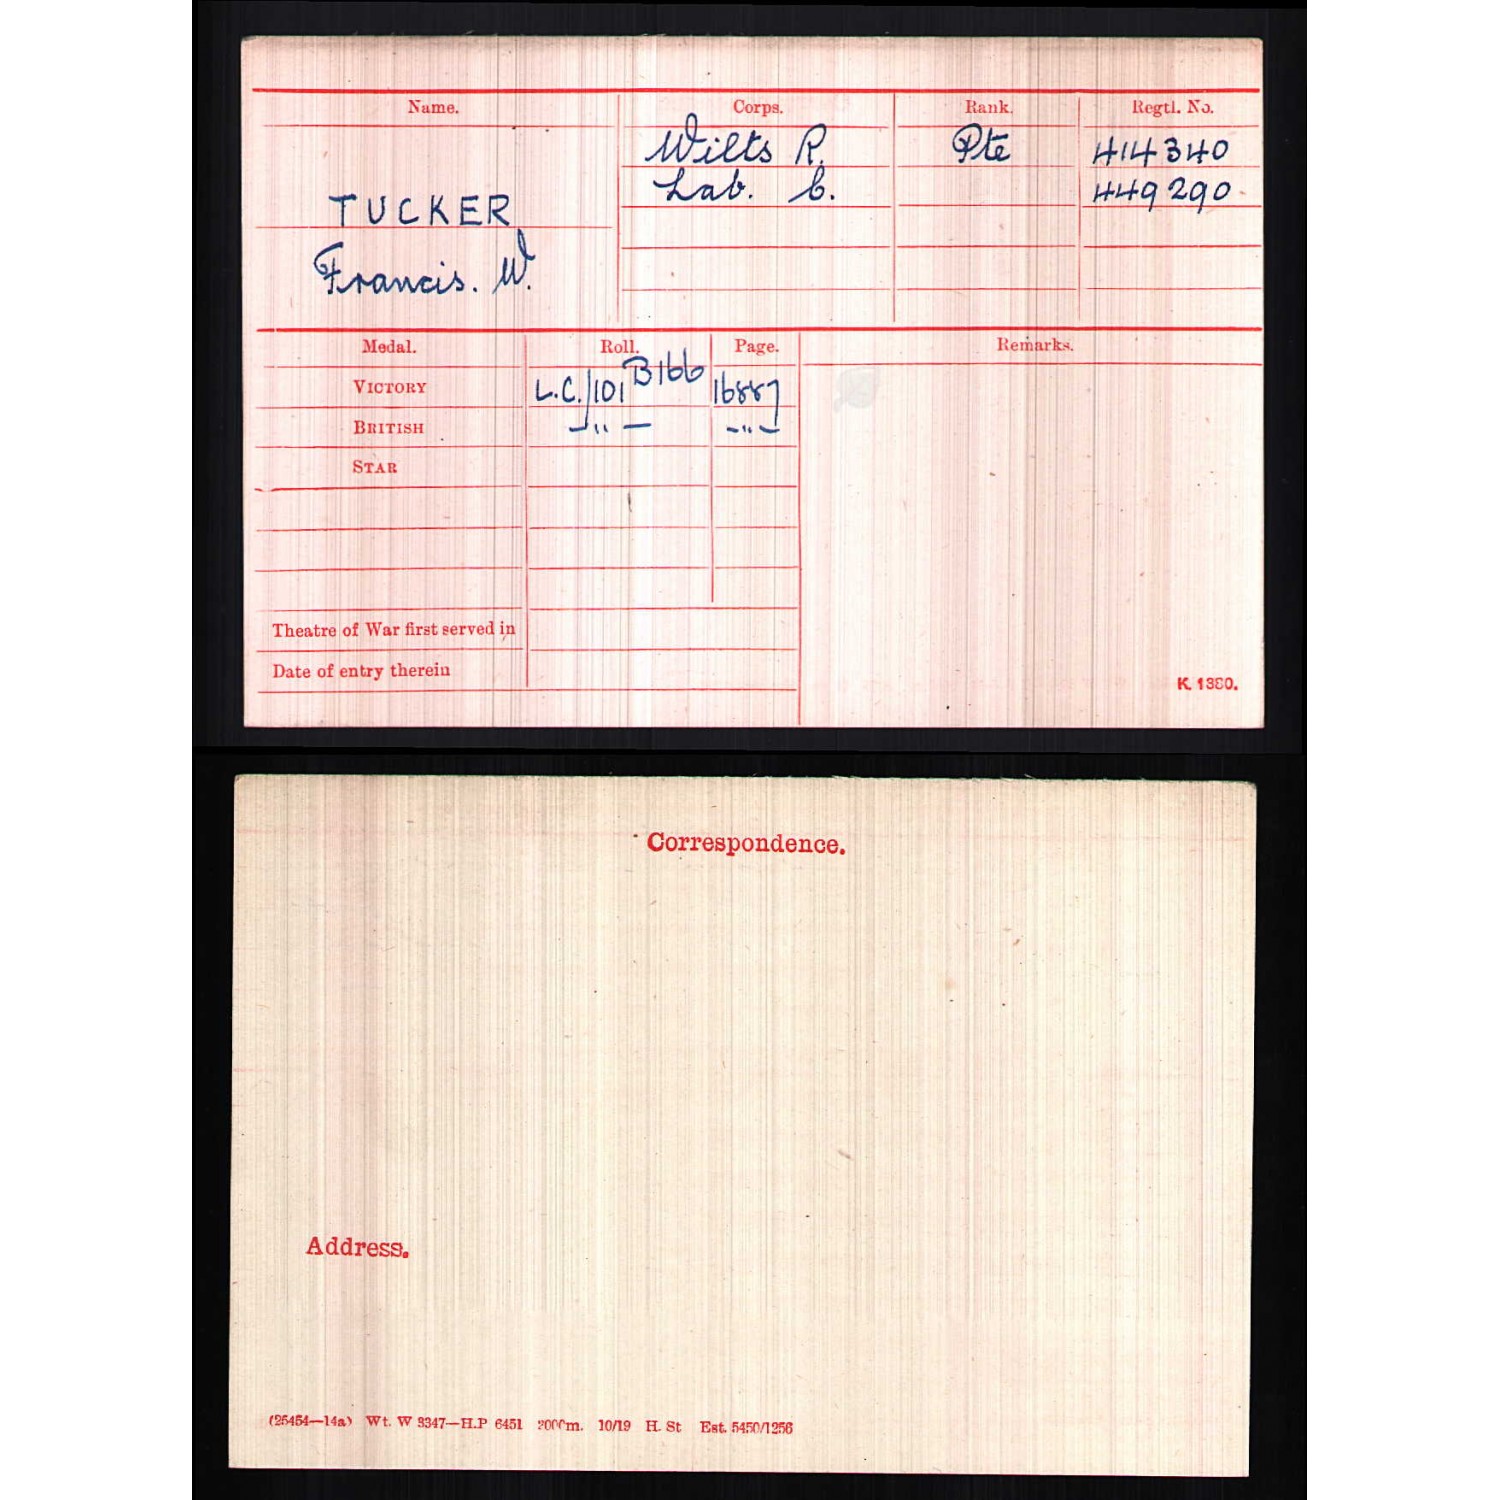 Name. Corps. Rank. Regtl. No.
Wilts R. Pte 414340
Lab. C. 449290
TUCKER
Francis. W.
Medal. Roll. Page. Remarks.
VICTORY L.C./101 B166 16887
BRITISH —"— —"—
STAR
Theatre of War first served in
Date of entry therein
K. 1380.
Correspondence.
Address.
(25454—14a) Wt. W 3347—H.P 6451 2000m. 10/19 H. St Est. 5450/1256